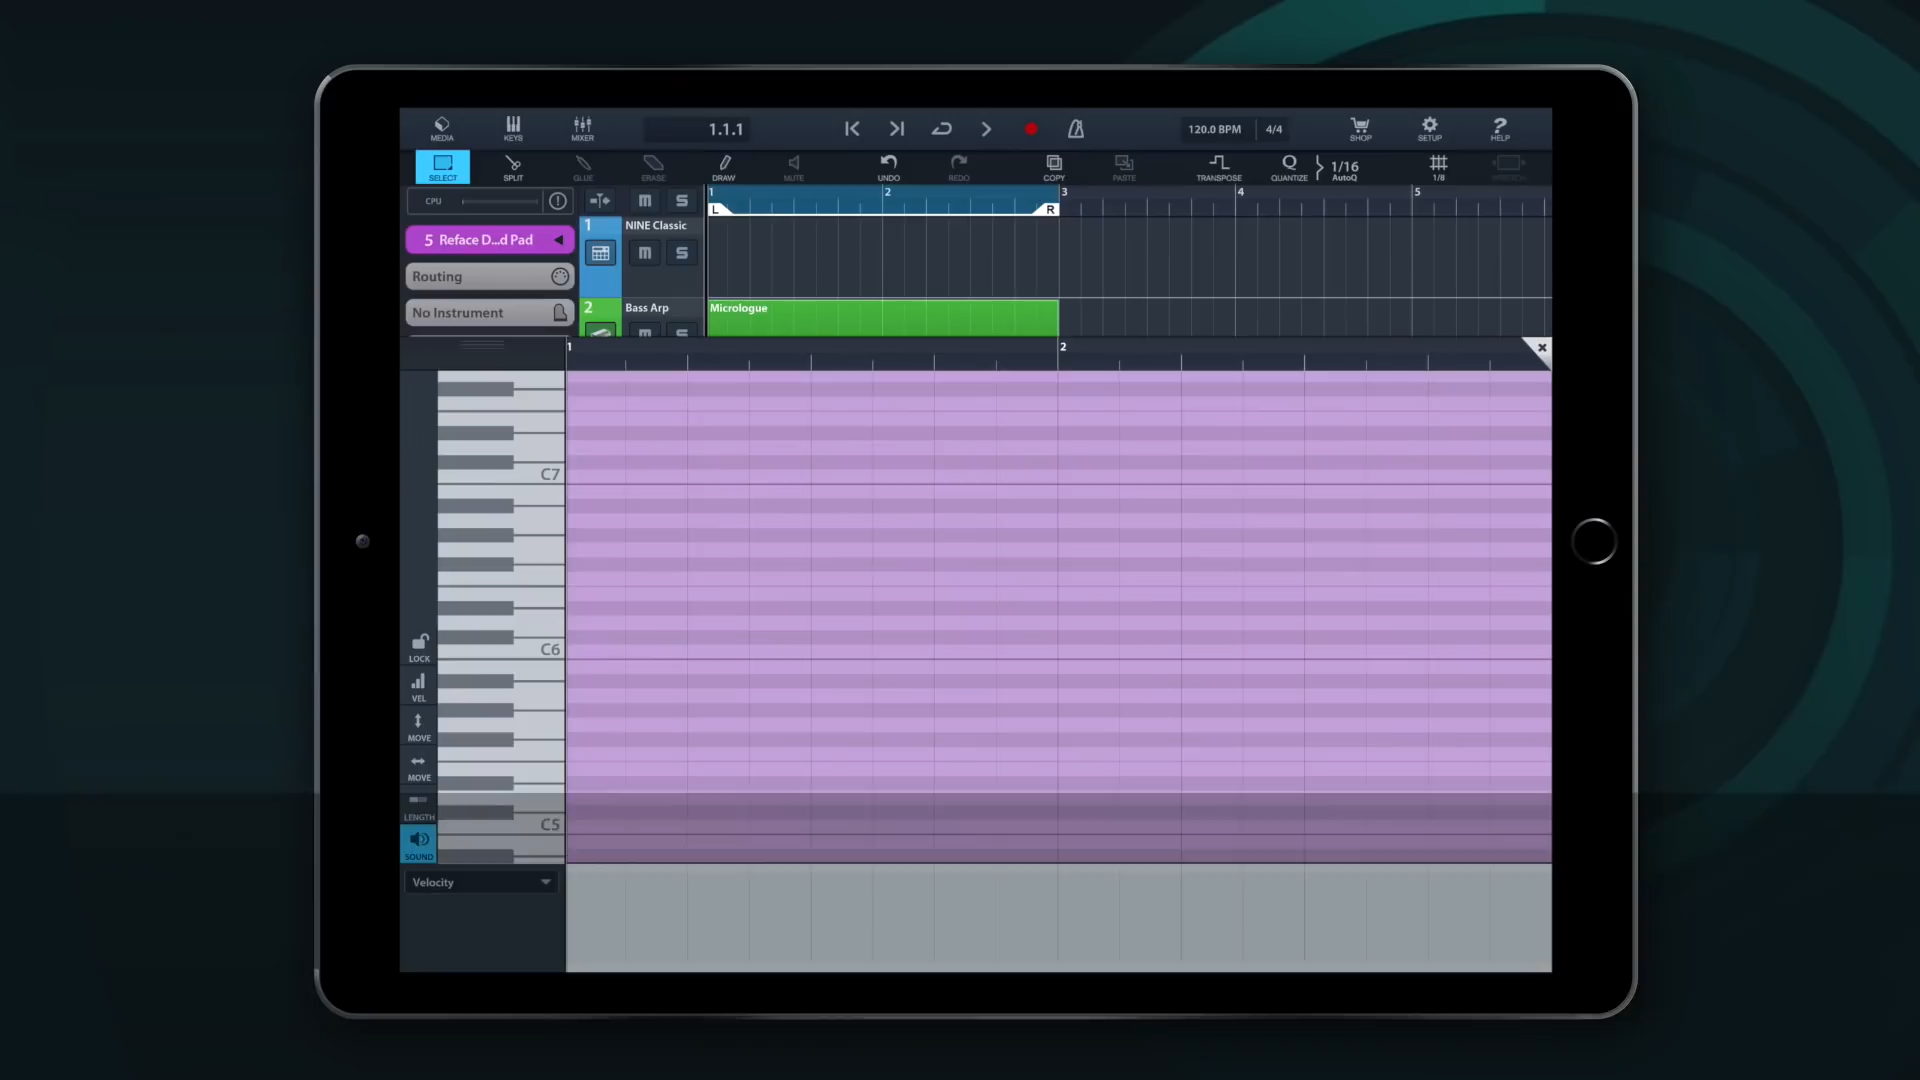 MEDIA KEYS MIXER 1.1.1 120.0 BPM 4/4 SHOP SETUP HELP
SELECT SPLIT GLUE ERASE DRAW MUTE UNDO REDO COPY PASTE TRANSPOSE QUANTIZE 1/16 AutoQ 1/8
CPU m S 1 2 3 4 5
L R
5 Reface D...d Pad 1 NINE Classic
m S
Routing
No Instrument 2 Bass Arp Micrologue
m S
1 2
C7
C6
LOCK
VEL
MOVE
MOVE
LENGTH
C5
SOUND
Velocity